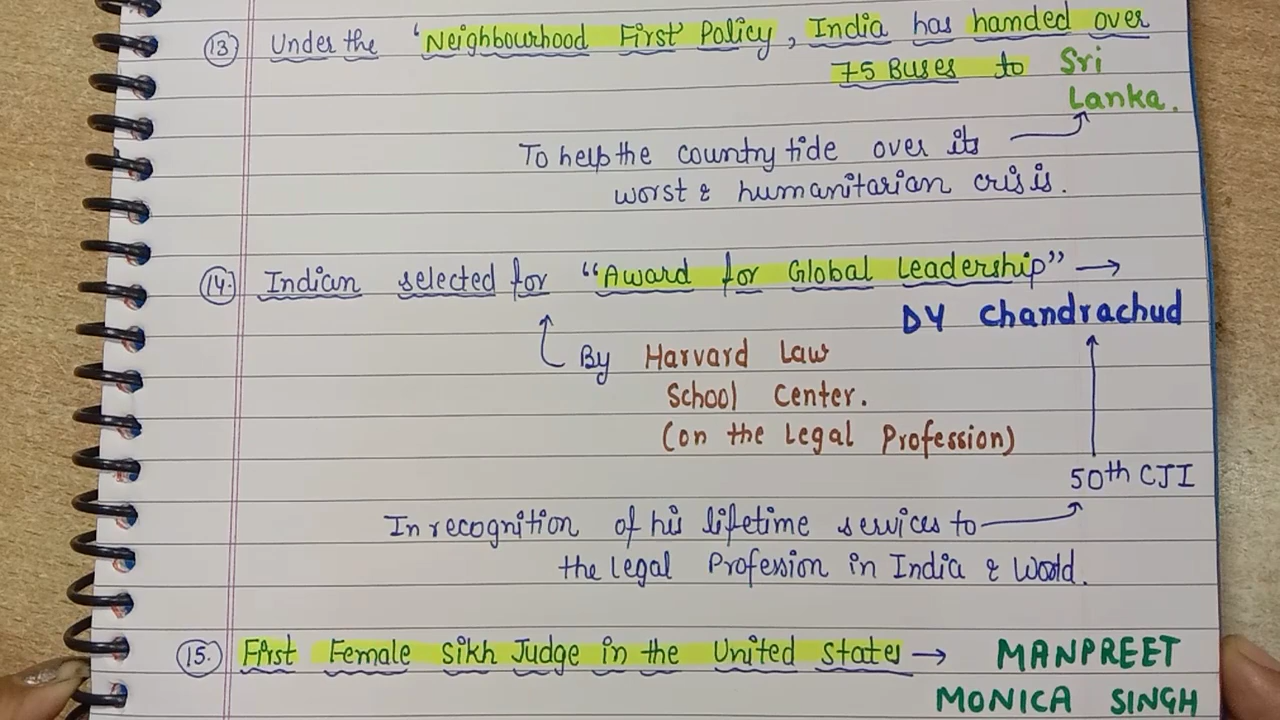 13 Under the 'Neighbourhood First' Policy, India has handed over
75 Buses to Sri
Lanka.
To help the country tide over its
worst & humanitarian crisis.
14. Indian selected for "Award for Global Leadership" →
DY Chandrachud
By Harvard Law
School Center.
(on the Legal Profession)
50th CJI
In recognition of his lifetime services to
the legal Profession in India & World.
15. First Female Sikh Judge in the United States → MANPREET
MONICA SINGH